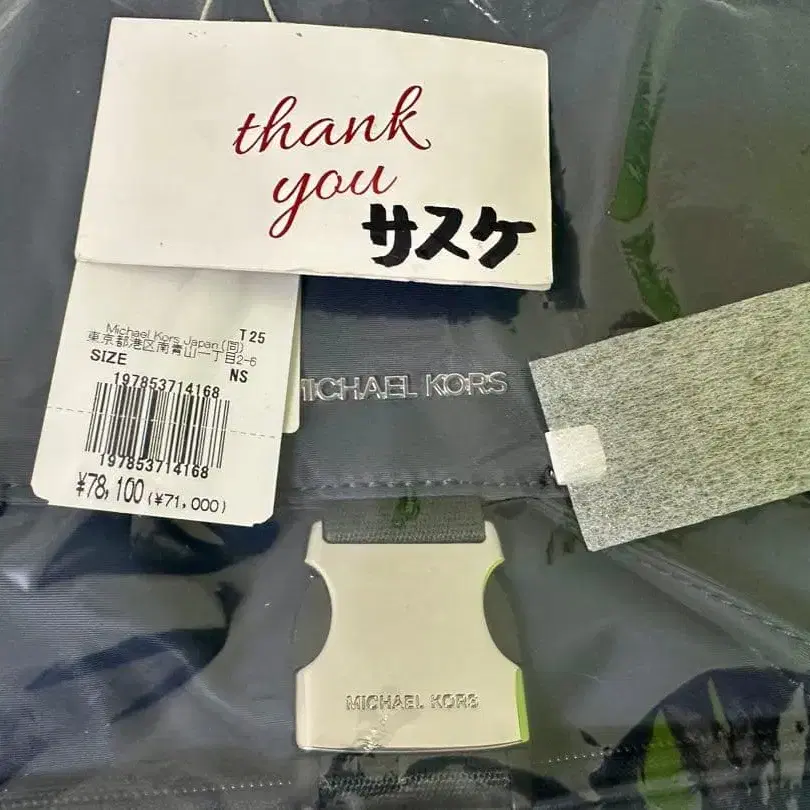 thank
you
サスケ
Michael Kors Japan (同) T 25
東京都港区南青山一丁目2-6
SIZE NS
197853714168
197853714168
¥78,100 (¥71,000)
MICHAEL KORS
MICHAEL KORS